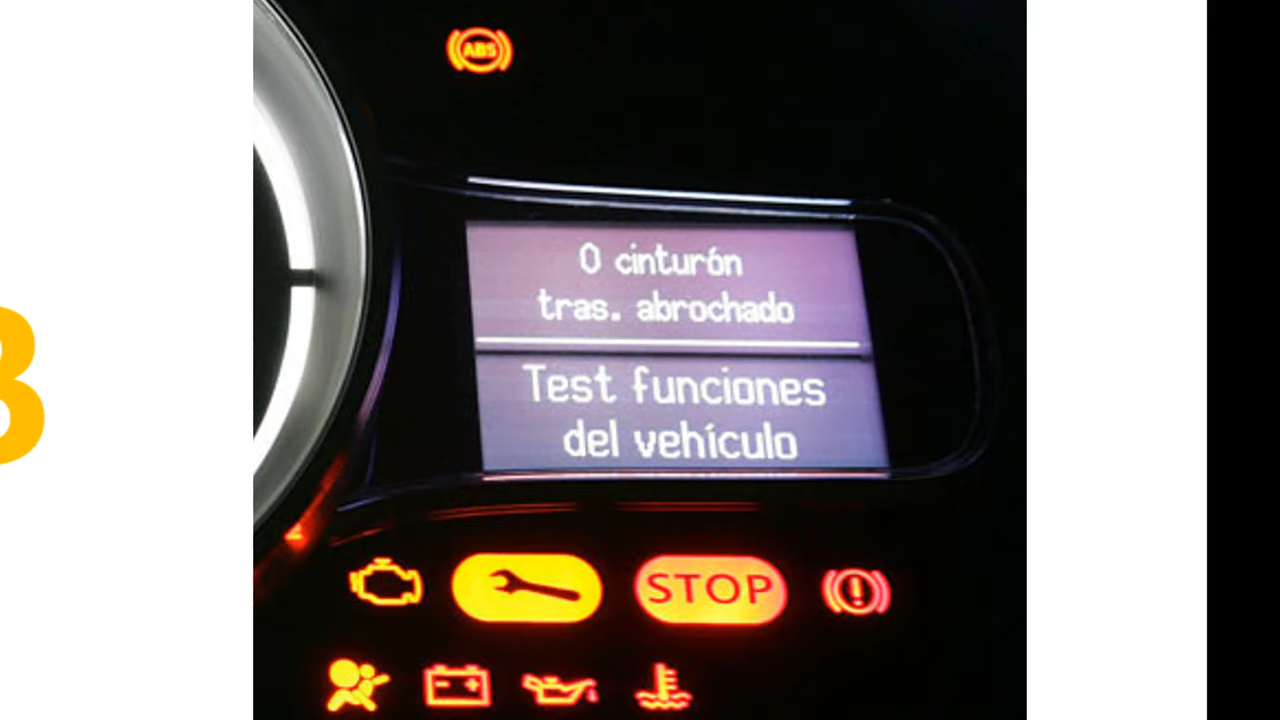 ABS
0 cinturón
tras. abrochado
Test funciones
del vehículo
STOP